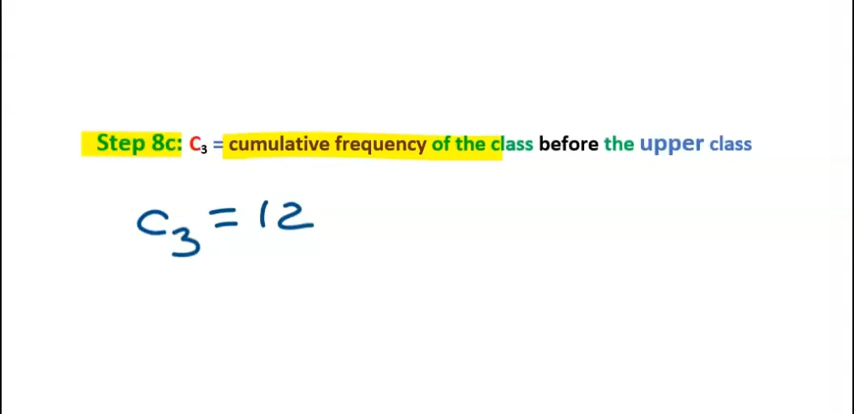 Step 8c: C₃ = cumulative frequency of the class before the upper class
C₃ = 12